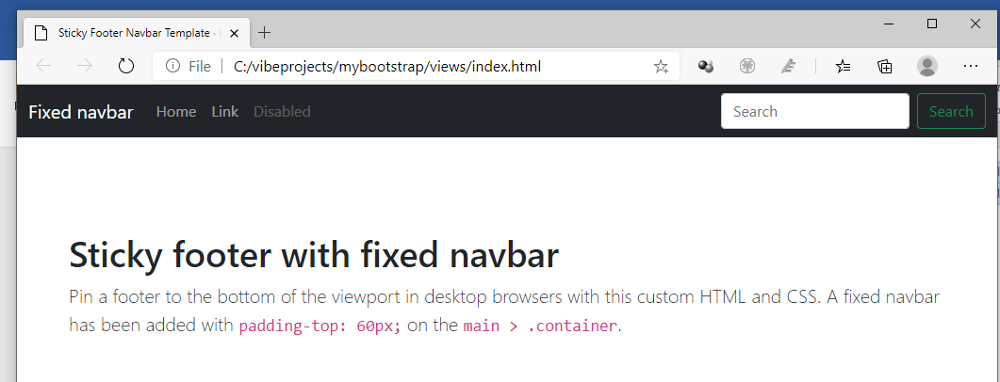 Sticky Footer Navbar Template ·
File C:/vibeprojects/mybootstrap/views/index.html
Fixed navbar Home Link Disabled Search Search
Sticky footer with fixed navbar
Pin a footer to the bottom of the viewport in desktop browsers with this custom HTML and CSS. A fixed navbar
has been added with padding-top: 60px; on the main > .container.